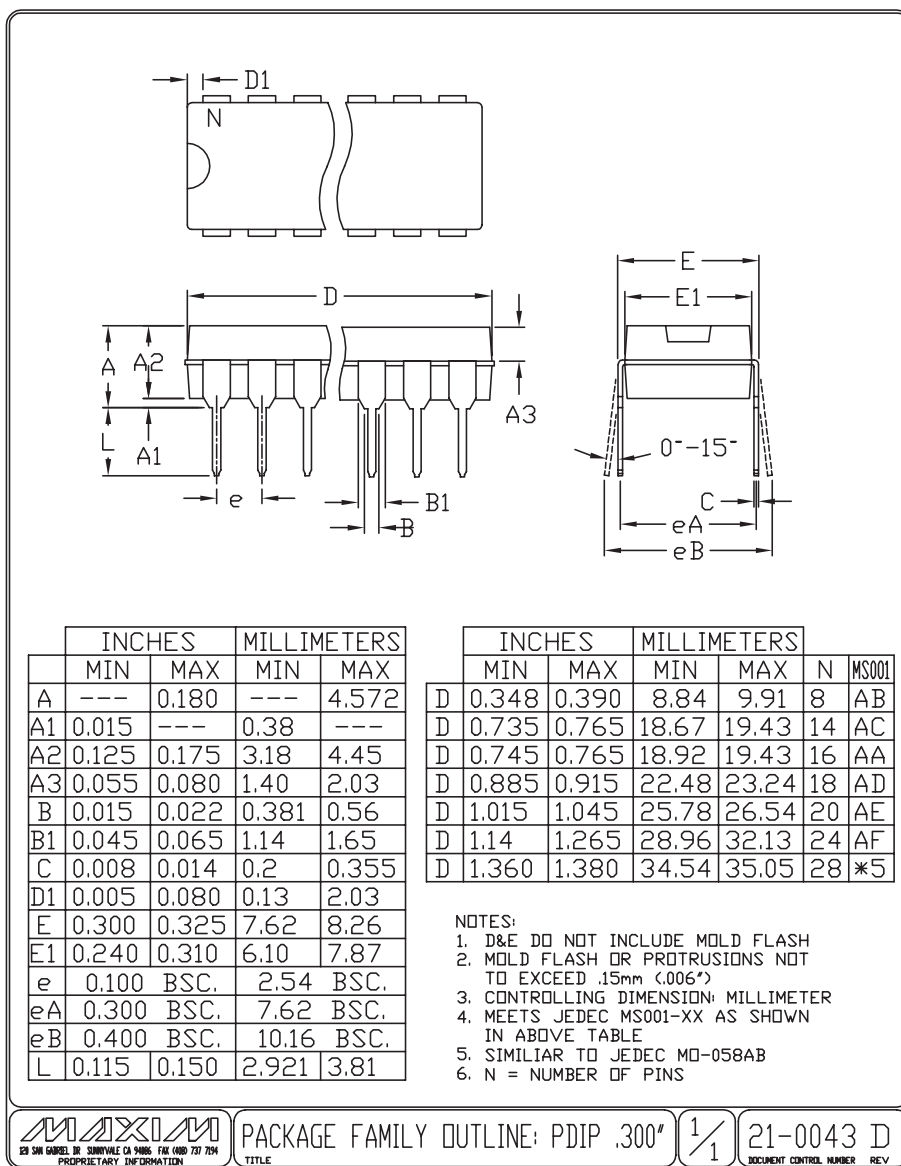 D1
N
D
E
E1
A
A2
A3
L
A1
0°-15°
e
B1
B
C
eA
eB
INCHES MILLIMETERS
MIN MAX MIN MAX
A --- 0.180 --- 4.572
A1 0.015 --- 0.38 ---
A2 0.125 0.175 3.18 4.45
A3 0.055 0.080 1.40 2.03
B 0.015 0.022 0.381 0.56
B1 0.045 0.065 1.14 1.65
C 0.008 0.014 0.2 0.355
D1 0.005 0.080 0.13 2.03
E 0.300 0.325 7.62 8.26
E1 0.240 0.310 6.10 7.87
e 0.100 BSC. 2.54 BSC.
eA 0.300 BSC. 7.62 BSC.
eB 0.400 BSC. 10.16 BSC.
L 0.115 0.150 2.921 3.81
INCHES MILLIMETERS
MIN MAX MIN MAX N MS001
D 0.348 0.390 8.84 9.91 8 AB
D 0.735 0.765 18.67 19.43 14 AC
D 0.745 0.765 18.92 19.43 16 AA
D 0.885 0.915 22.48 23.24 18 AD
D 1.015 1.045 25.78 26.54 20 AE
D 1.14 1.265 28.96 32.13 24 AF
D 1.360 1.380 34.54 35.05 28 *5
NOTES:
1. D&E DO NOT INCLUDE MOLD FLASH
2. MOLD FLASH OR PROTRUSIONS NOT
TO EXCEED .15mm (.006")
3. CONTROLLING DIMENSION: MILLIMETER
4. MEETS JEDEC MS001-XX AS SHOWN
IN ABOVE TABLE
5. SIMILIAR TO JEDEC MO-058AB
6. N = NUMBER OF PINS
MAXIM
120 SAN GABRIEL DR SUNNYVALE CA 94086 FAX (408) 737 7194
PROPRIETARY INFORMATION
PACKAGE FAMILY OUTLINE: PDIP .300"
TITLE
1/1
21-0043 D
DOCUMENT CONTROL NUMBER REV